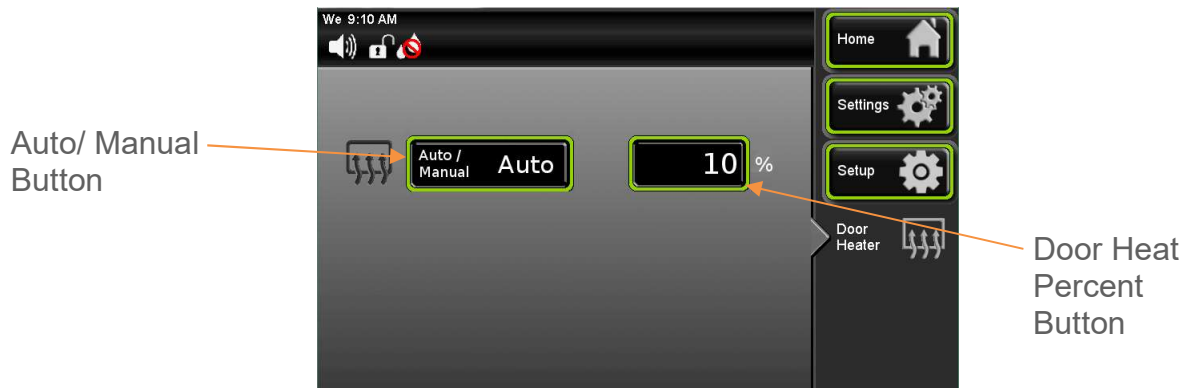 We 9:10 AM
Home
Settings
Auto/ Manual
Button
Auto /
Manual
Auto
10 %
Setup
Door
Heater
Door Heat
Percent
Button